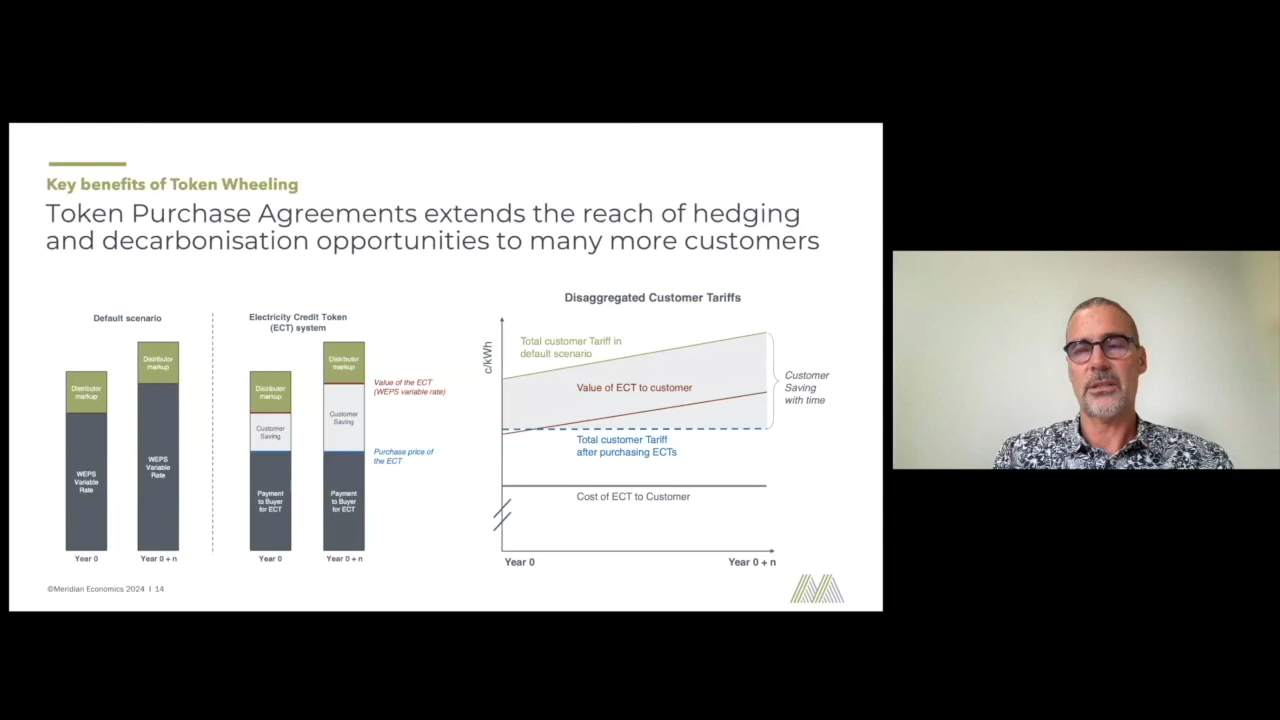 Key benefits of Token Wheeling
Token Purchase Agreements extends the reach of hedging
and decarbonisation opportunities to many more customers
Default scenario
Distributor
markup
WEPS
Variable
Rate
Year 0
Distributor
markup
WEPS
Variable
Rate
Year 0 + n
Electricity Credit Token
(ECT) system
Distributor
markup
Customer
Saving
Payment
to Buyer
for ECT
Year 0
Distributor
markup
Customer
Saving
Payment
to Buyer
for ECT
Year 0 + n
Value of the ECT
(WEPS variable rate)
Purchase price of
the ECT
Disaggregated Customer Tariffs
c/kWh
Total customer Tariff in
default scenario
Value of ECT to customer
Total customer Tariff
after purchasing ECTs
Cost of ECT to Customer
Customer
Saving
with time
Year 0
Year 0 + n
©Meridian Economics 2024 I 14